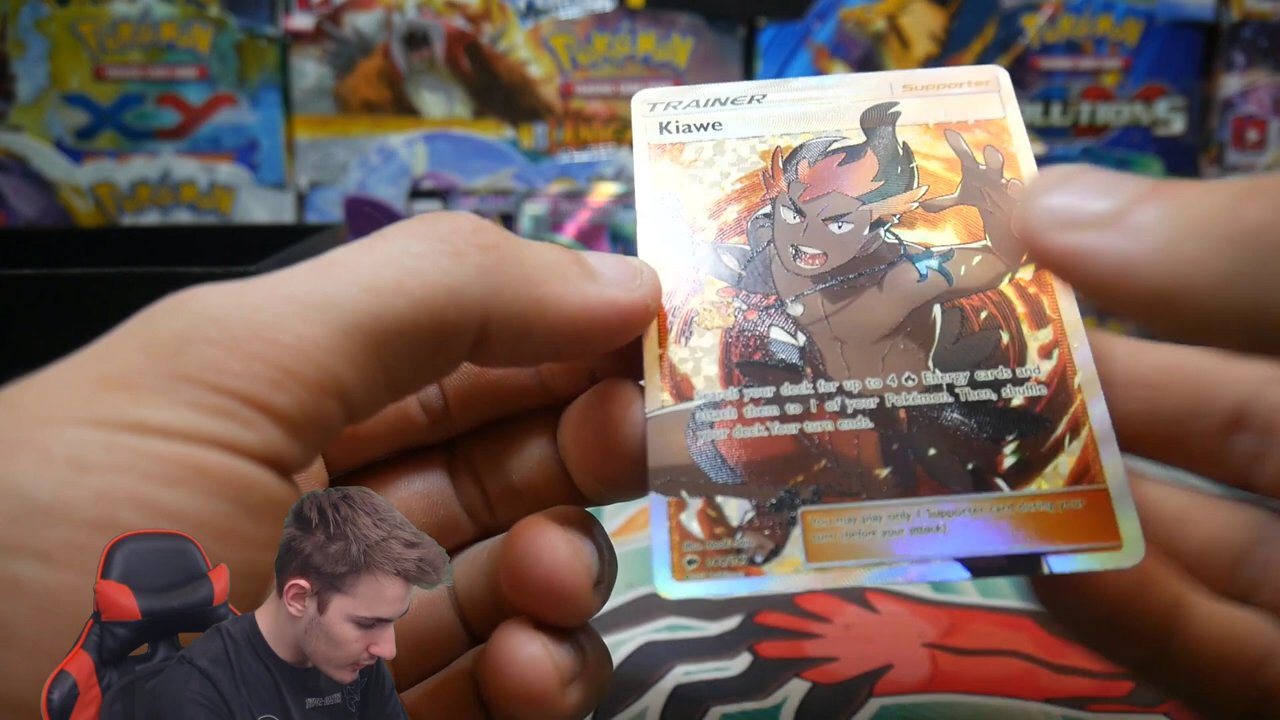 Pokémon
XY
Pokémon
Pokémon
Pokémon
TRAINER
Supporter
Kiawe
Search your deck for up to 4 Energy cards and
attach them to 1 of your Pokémon. Then, shuffle
your deck. Your turn ends.
You may play only 1 Supporter card during your
turn (before your attack).